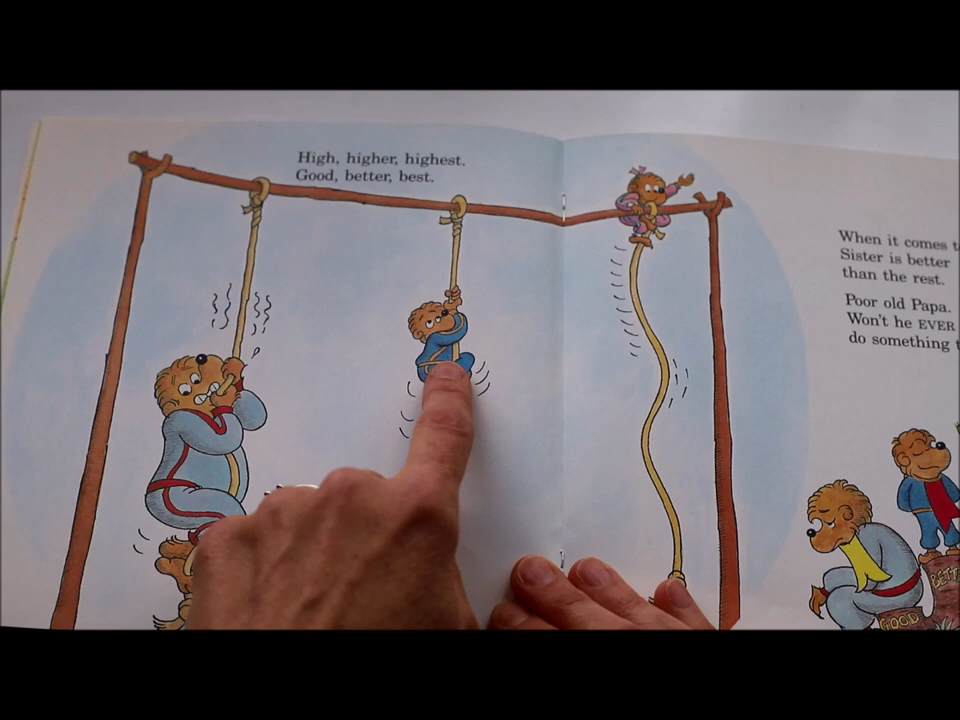 High, higher, highest.
Good, better, best.
When it comes
Sister is better
than the rest.
Poor old Papa.
Won't he EVER
do something
GOOD